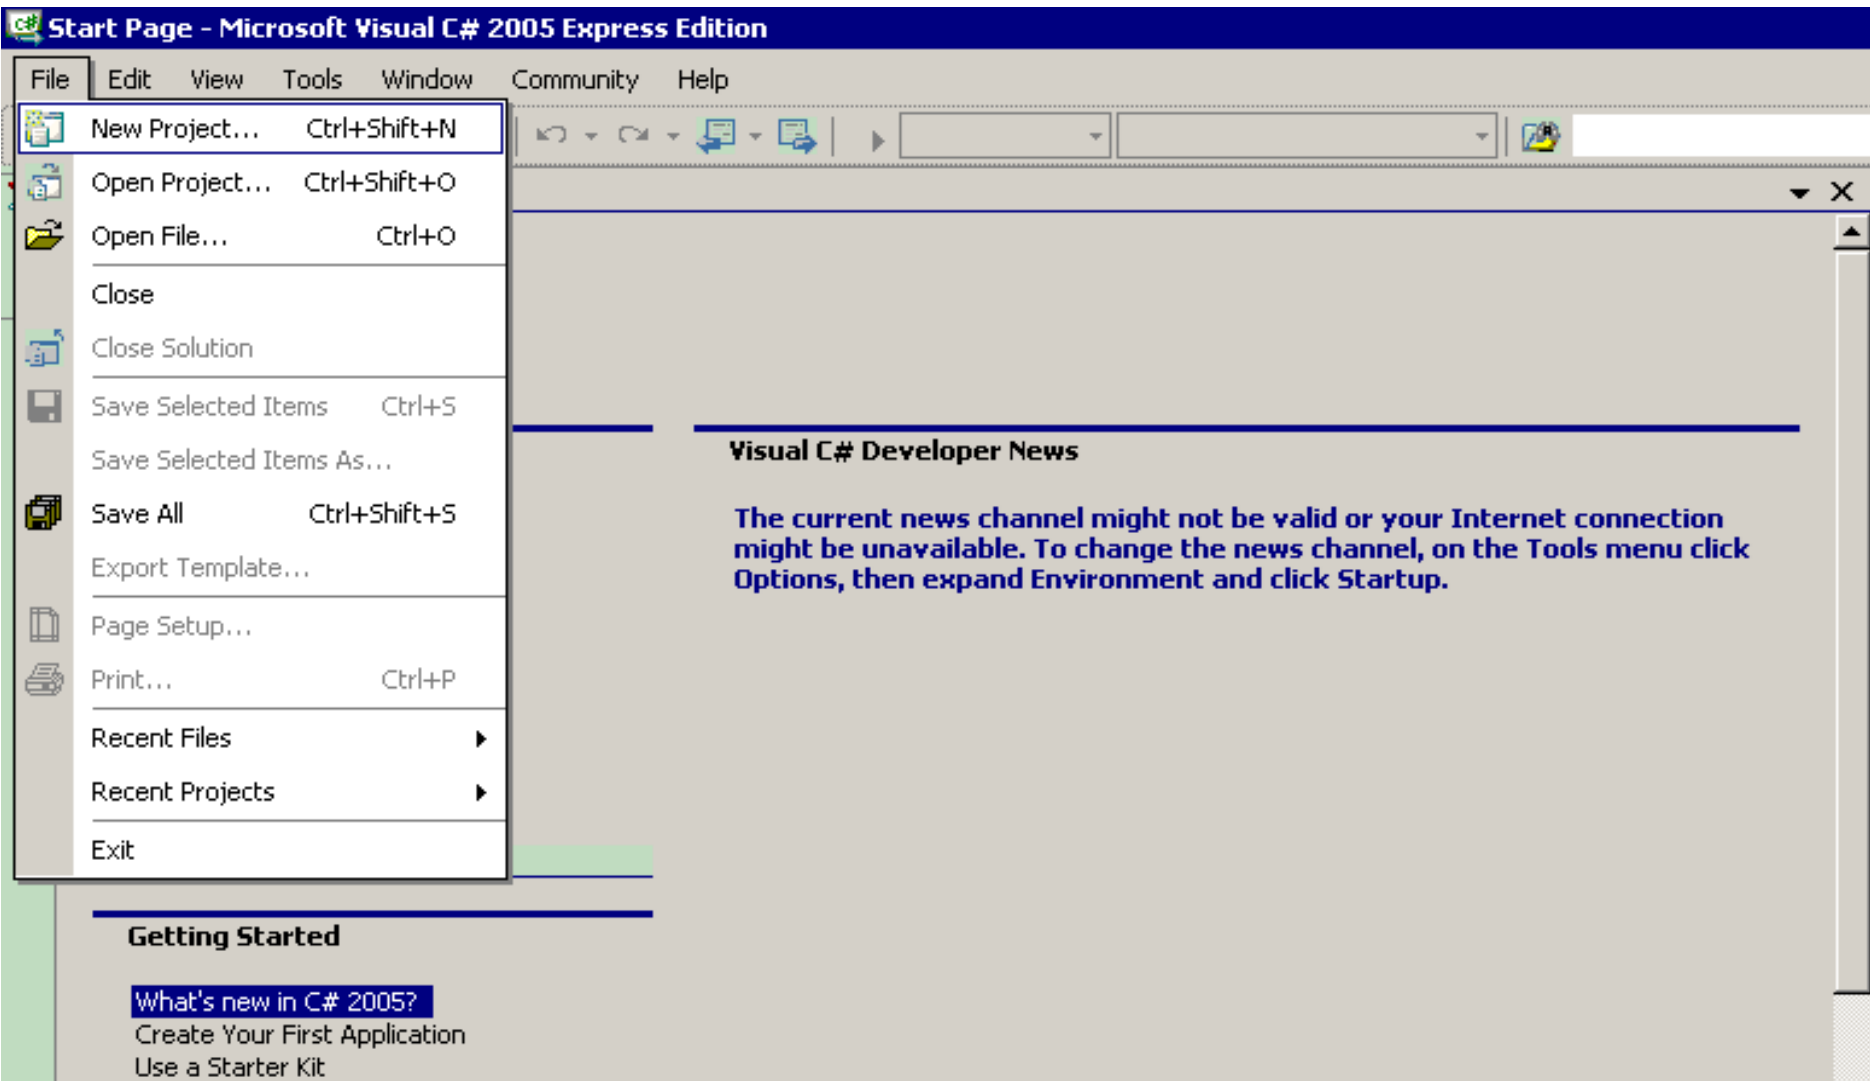 Start Page - Microsoft Visual C# 2005 Express Edition
File Edit View Tools Window Community Help
New Project... Ctrl+Shift+N
Open Project... Ctrl+Shift+O
Open File... Ctrl+O
Close
Close Solution
Save Selected Items Ctrl+S
Save Selected Items As...
Save All Ctrl+Shift+S
Export Template...
Page Setup...
Print... Ctrl+P
Recent Files
Recent Projects
Exit
Visual C# Developer News
The current news channel might not be valid or your Internet connection
might be unavailable. To change the news channel, on the Tools menu click
Options, then expand Environment and click Startup.
Getting Started
What's new in C# 2005?
Create Your First Application
Use a Starter Kit